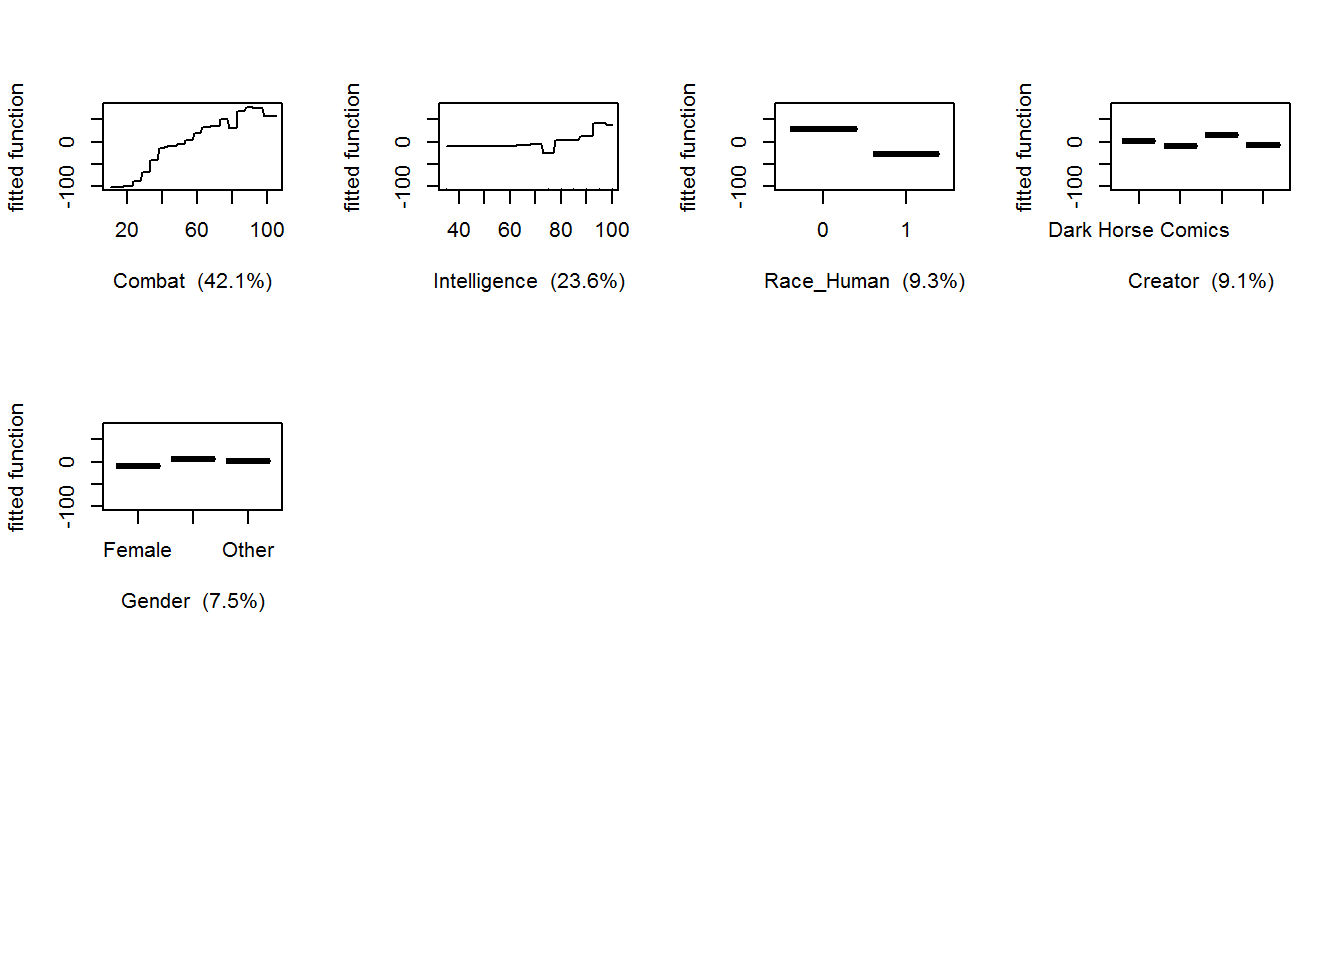 fitted function
0
-100
20 60 100
Combat (42.1%)
fitted function
0
-100
40 60 80 100
Intelligence (23.6%)
fitted function
0
-100
0 1
Race_Human (9.3%)
fitted function
0
-100
Dark Horse Comics
Creator (9.1%)
fitted function
0
-100
Female Other
Gender (7.5%)